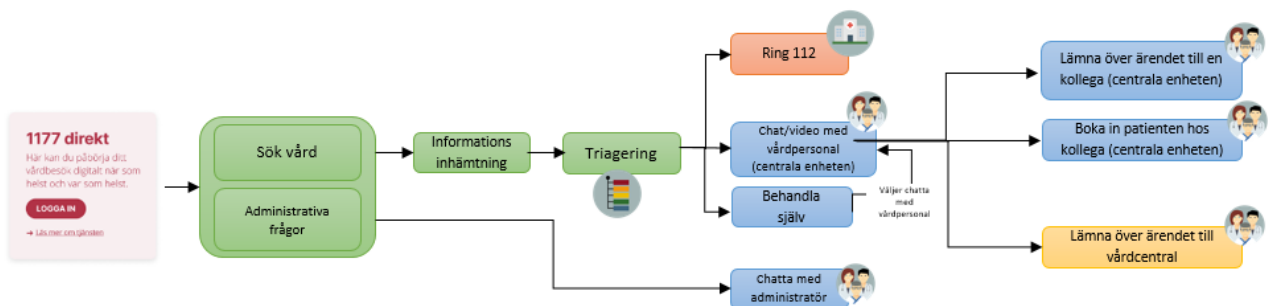 1177 direkt
Här kan du påbörja ditt
vårdbesök digitalt när som
helst och var som helst.
LOGGA IN
→ Läs mer om tjänsten
Sök vård
Administrativa
frågor
Informations
inhämtning
Triagering
Ring 112
Chat/video med
vårdpersonal
(centrala enheten)
Behandla
själv
Väljer chatta
med
vårdpersonal
Chatta med
administratör
Lämna över ärendet till en
kollega (centrala enheten)
Boka in patienten hos
kollega (centrala enheten)
Lämna över ärendet till
vårdcentral